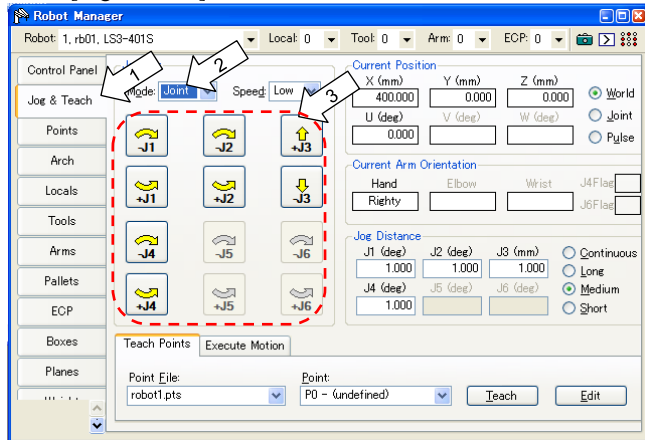 Robot Manager
Robot: 1, rb01, LS3-401S Local: 0 Tool: 0 Arm: 0 ECP: 0
Control Panel
Jog & Teach
Points
Arch
Locals
Tools
Arms
Pallets
ECP
Boxes
Planes
1 2 3
Mode: Joint Speed: Low
-J1 -J2 +J3
+J1 +J2 -J3
-J4 -J5 -J6
+J4 +J5 +J6
Current Position
X (mm) Y (mm) Z (mm)
400.000 0.000 0.000
U (deg) V (deg) W (deg)
0.000
World
Joint
Pulse
Current Arm Orientation
Hand Elbow Wrist J4Flag
Righty J6Flag
Jog Distance
J1 (deg) J2 (deg) J3 (mm)
1.000 1.000 1.000
J4 (deg) J5 (deg) J6 (deg)
1.000
Continuous
Long
Medium
Short
Teach Points Execute Motion
Point File: Point:
robot1.pts P0 - (undefined) Teach Edit